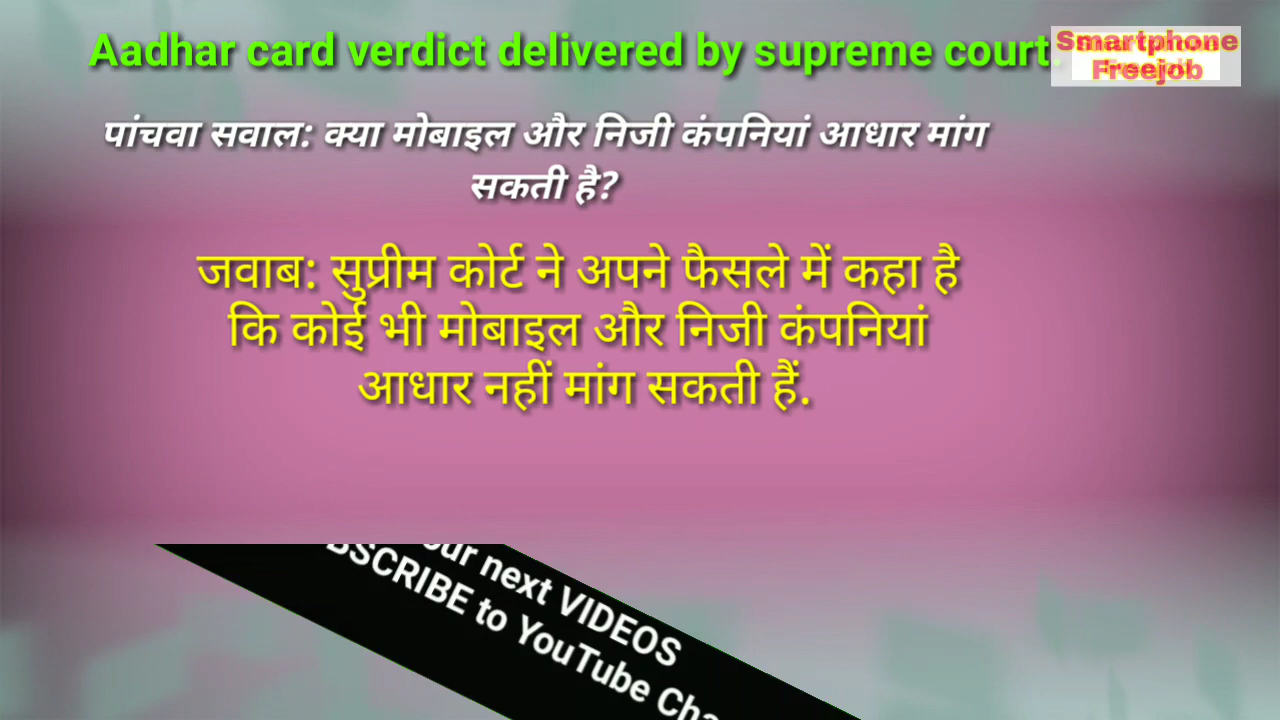 Aadhar card verdict delivered by supreme court.
Smartphone
Freejob
पांचवा सवाल: क्या मोबाइल और निजी कंपनियां आधार मांग
सकती है?
जवाब: सुप्रीम कोर्ट ने अपने फैसले में कहा है
कि कोई भी मोबाइल और निजी कंपनियां
आधार नहीं मांग सकती हैं.
next VIDEOS
to YouTube